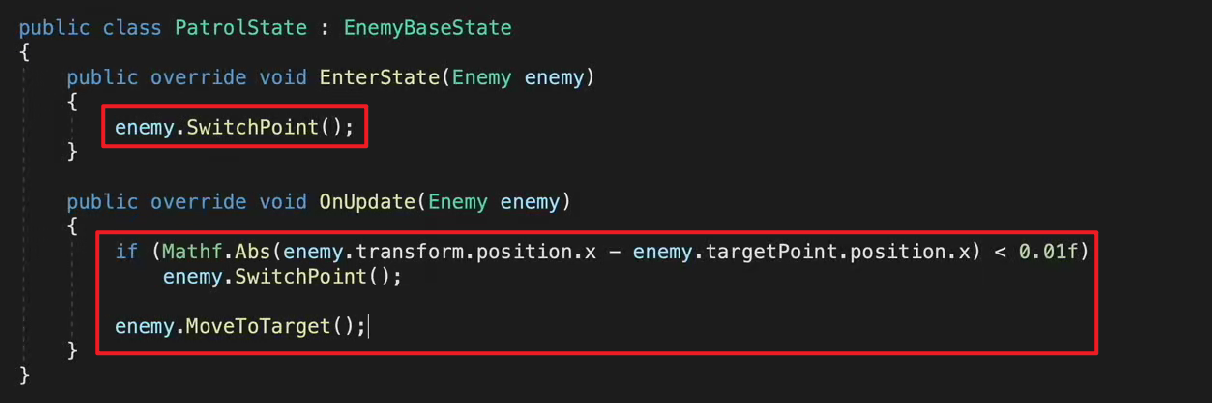 public class PatrolState : EnemyBaseState
{
public override void EnterState(Enemy enemy)
{
enemy.SwitchPoint();
}
public override void OnUpdate(Enemy enemy)
{
if (Mathf.Abs(enemy.transform.position.x – enemy.targetPoint.position.x) < 0.01f)
enemy.SwitchPoint();
enemy.MoveToTarget();
}
}